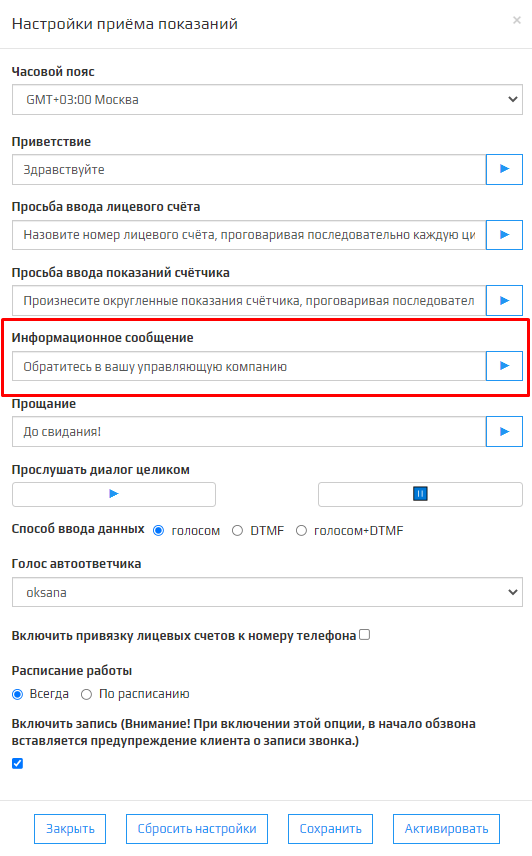 Настройки приёма показаний
×
Часовой пояс
GMT+03:00 Москва
Приветствие
Здравствуйте
Просьба ввода лицевого счёта
Назовите номер лицевого счёта, проговаривая последовательно каждую ци
Просьба ввода показаний счётчика
Произнесите округленные показания счётчика, проговаривая последовател
Информационное сообщение
Обратитесь в вашу управляющую компанию
Прощание
До свидания!
Прослушать диалог целиком
Способ ввода данных голосом DTMF голосом+DTMF
Голос автоответчика
oksana
Включить привязку лицевых счетов к номеру телефона
Расписание работы
Всегда По расписанию
Включить запись (Внимание! При включении этой опции, в начало обзвона
вставляется предупреждение клиента о записи звонка.)
Закрыть Сбросить настройки Сохранить Активировать